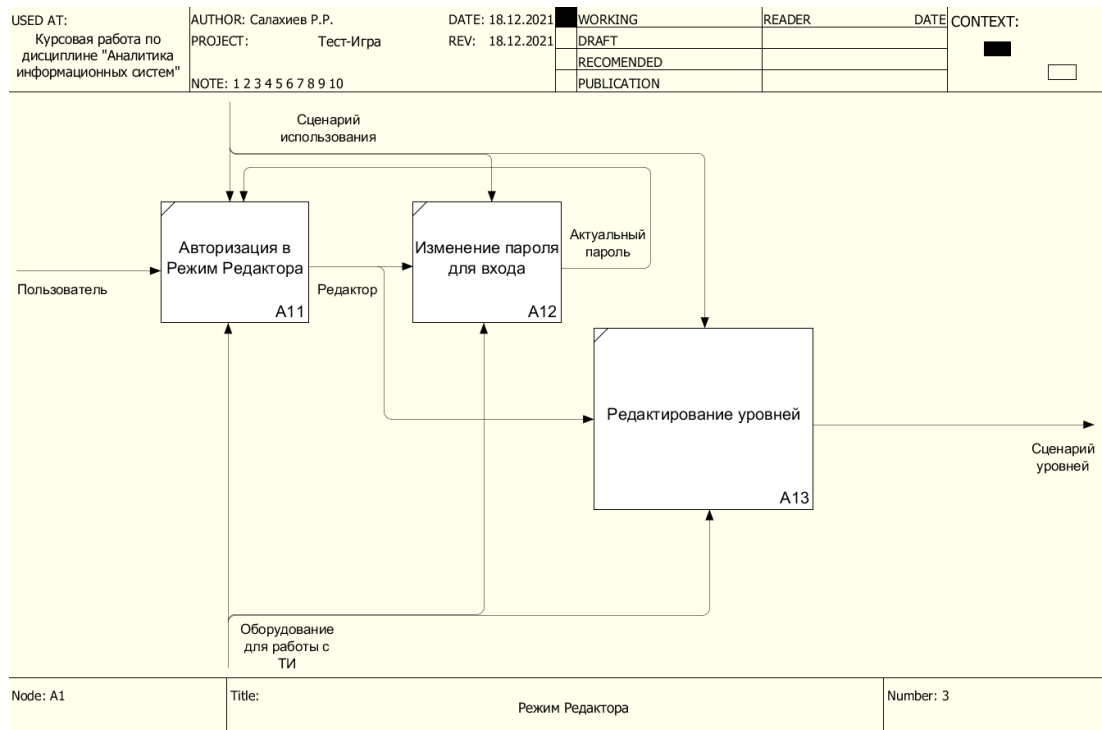 USED AT:
Курсовая работа по
дисциплине "Аналитика
информационных систем"
AUTHOR: Салахиев Р.Р.
DATE: 18.12.2021
PROJECT: Тест-Игра
REV: 18.12.2021
NOTE: 1 2 3 4 5 6 7 8 9 10
WORKING
DRAFT
RECOMENDED
PUBLICATION
READER
DATE
CONTEXT:
Сценарий
использования
Авторизация в
Режим Редактора
A11
Изменение пароля
для входа
A12
Актуальный
пароль
Пользователь
Редактор
Редактирование уровней
A13
Сценарий
уровней
Оборудование
для работы с
ТИ
Node: A1
Title:
Режим Редактора
Number: 3